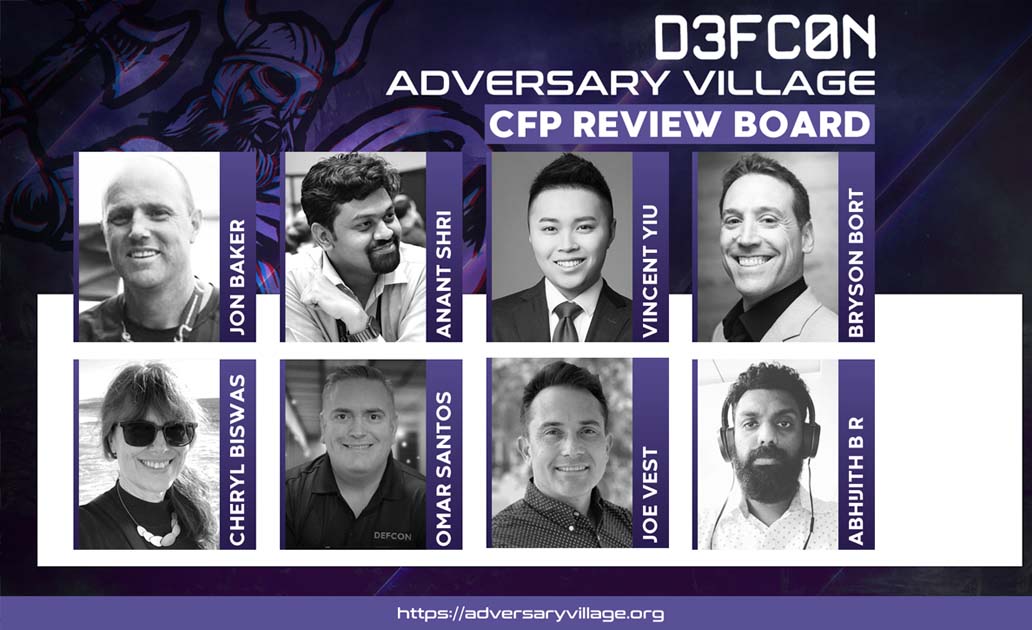 D3FC0N
ADVERSARY VILLAGE
CFP REVIEW BOARD
JON BAKER
ANANT SHRI
VINCENT YIU
BRYSON BORT
CHERYL BISWAS
DEFCON
OMAR SANTOS
JOE VEST
ABHIJITH B R
https://adversaryvillage.org